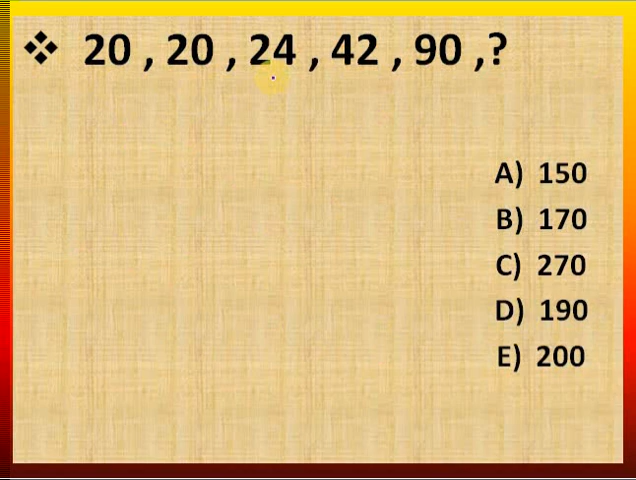 ❖ 20 , 20 , 24 , 42 , 90 ,?
A) 150
B) 170
C) 270
D) 190
E) 200